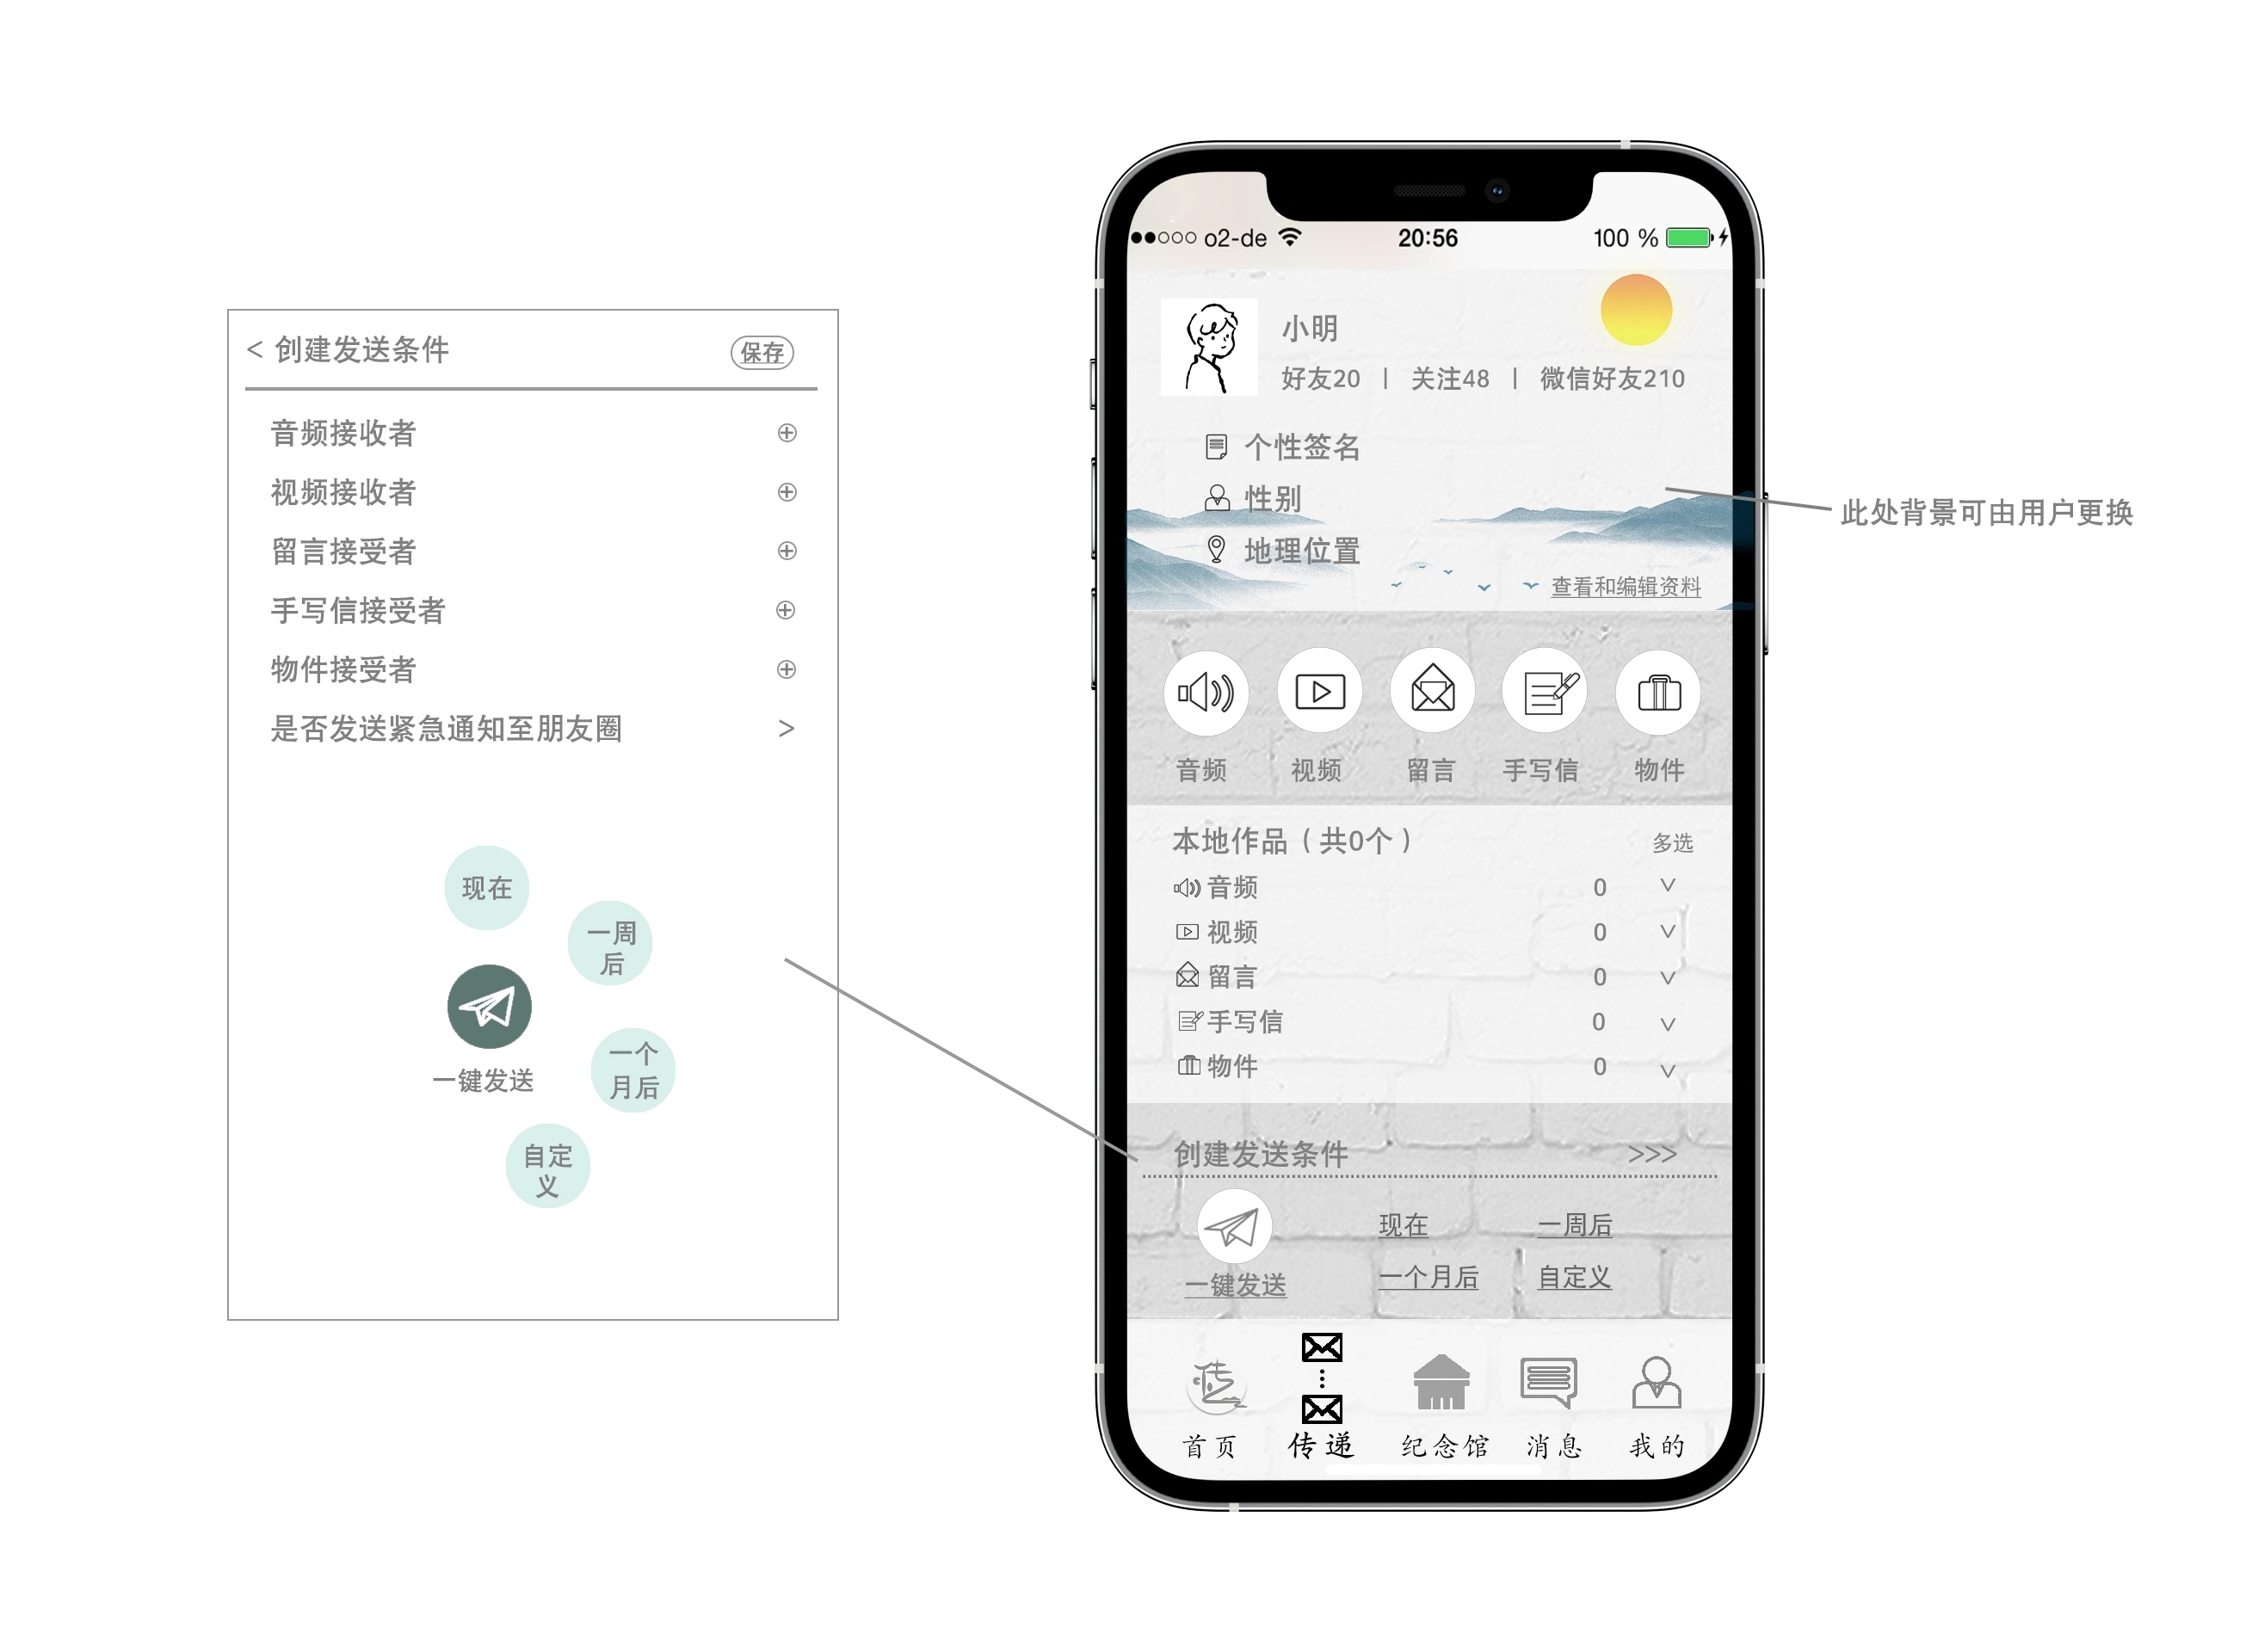 < 创建发送条件 保存
音频接收者
视频接收者
留言接受者
手写信接受者
物件接受者
是否发送紧急通知至朋友圈 >
现在
一周
后
一键发送
一个
月后
自定
义
o2-de 20:56 100 %
小明
好友20 | 关注48 | 微信好友210
个性签名
性别
地理位置
查看和编辑资料
此处背景可由用户更换
音频 视频 留言 手写信 物件
本地作品（共0个） 多选
音频 0
视频 0
留言 0
手写信 0
物件 0
创建发送条件 >>>
现在 一周后
一键发送 一个月后 自定义
首页 传递 纪念馆 消息 我的